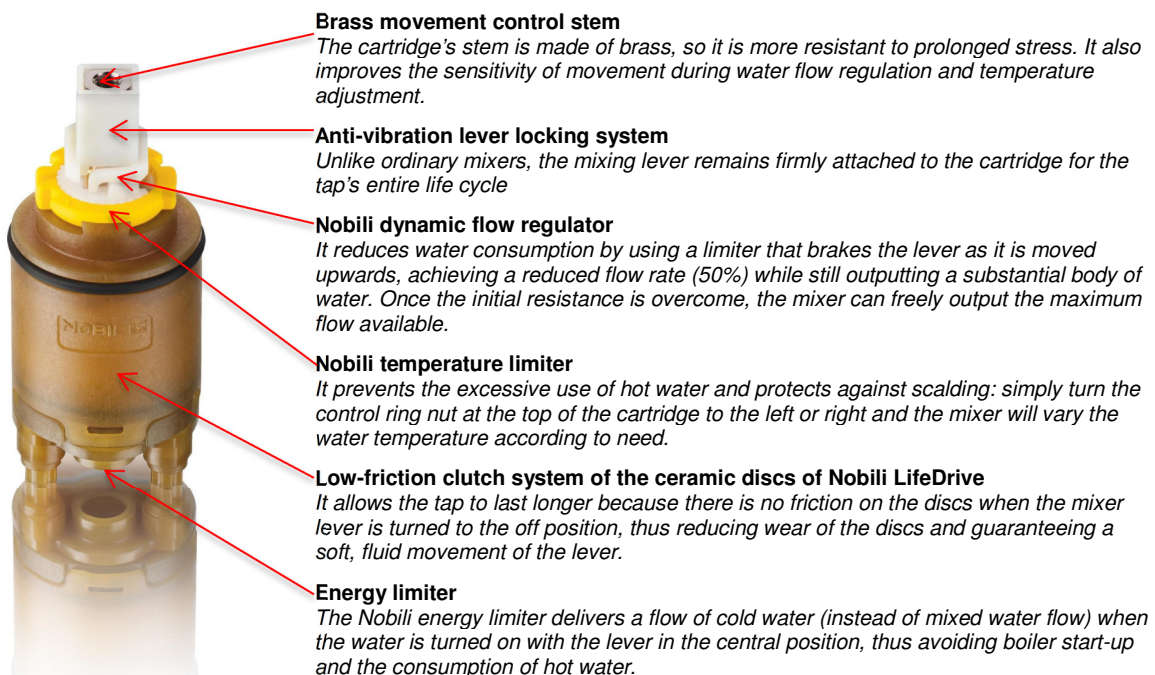 Brass movement control stem
The cartridge's stem is made of brass, so it is more resistant to prolonged stress. It also
improves the sensitivity of movement during water flow regulation and temperature
adjustment.
Anti-vibration lever locking system
Unlike ordinary mixers, the mixing lever remains firmly attached to the cartridge for the
tap's entire life cycle
Nobili dynamic flow regulator
It reduces water consumption by using a limiter that brakes the lever as it is moved
upwards, achieving a reduced flow rate (50%) while still outputting a substantial body of
water. Once the initial resistance is overcome, the mixer can freely output the maximum
flow available.
NOBILI
Nobili temperature limiter
It prevents the excessive use of hot water and protects against scalding: simply turn the
control ring nut at the top of the cartridge to the left or right and the mixer will vary the
water temperature according to need.
Low-friction clutch system of the ceramic discs of Nobili LifeDrive
It allows the tap to last longer because there is no friction on the discs when the mixer
lever is turned to the off position, thus reducing wear of the discs and guaranteeing a
soft, fluid movement of the lever.
Energy limiter
The Nobili energy limiter delivers a flow of cold water (instead of mixed water flow) when
the water is turned on with the lever in the central position, thus avoiding boiler start-up
and the consumption of hot water.